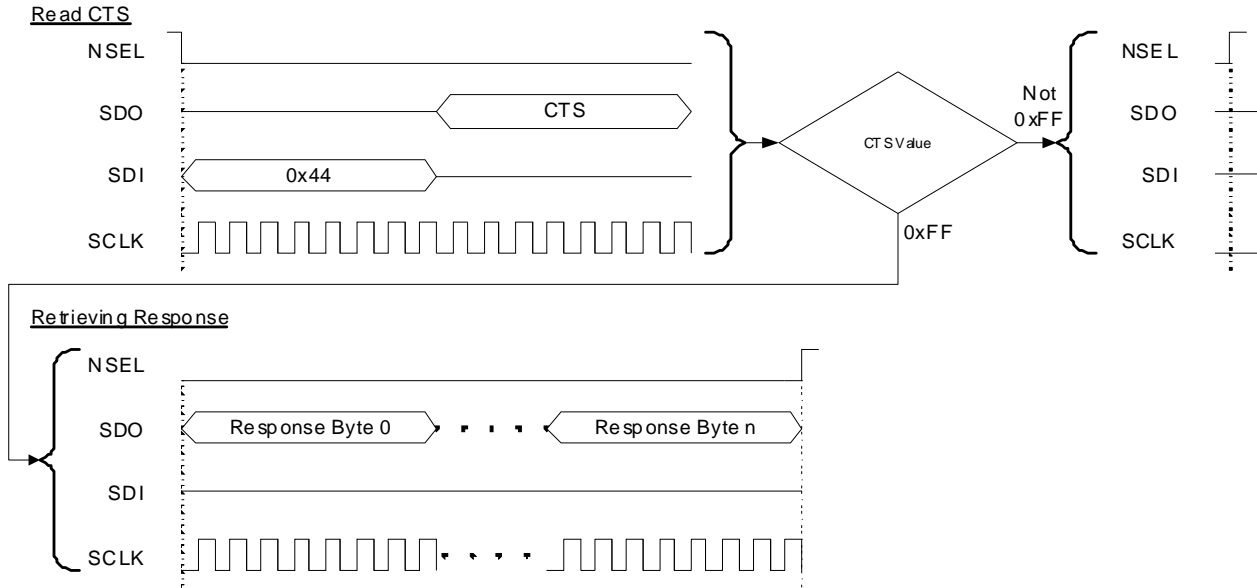 Read CTS
NSEL
SDO
CTS
SDI
0x44
SCLK
CTS Value
Not
0xFF
0xFF
NSEL
SDO
SDI
SCLK
Retrieving Response
NSEL
SDO
Response Byte 0
Response Byte n
SDI
SCLK